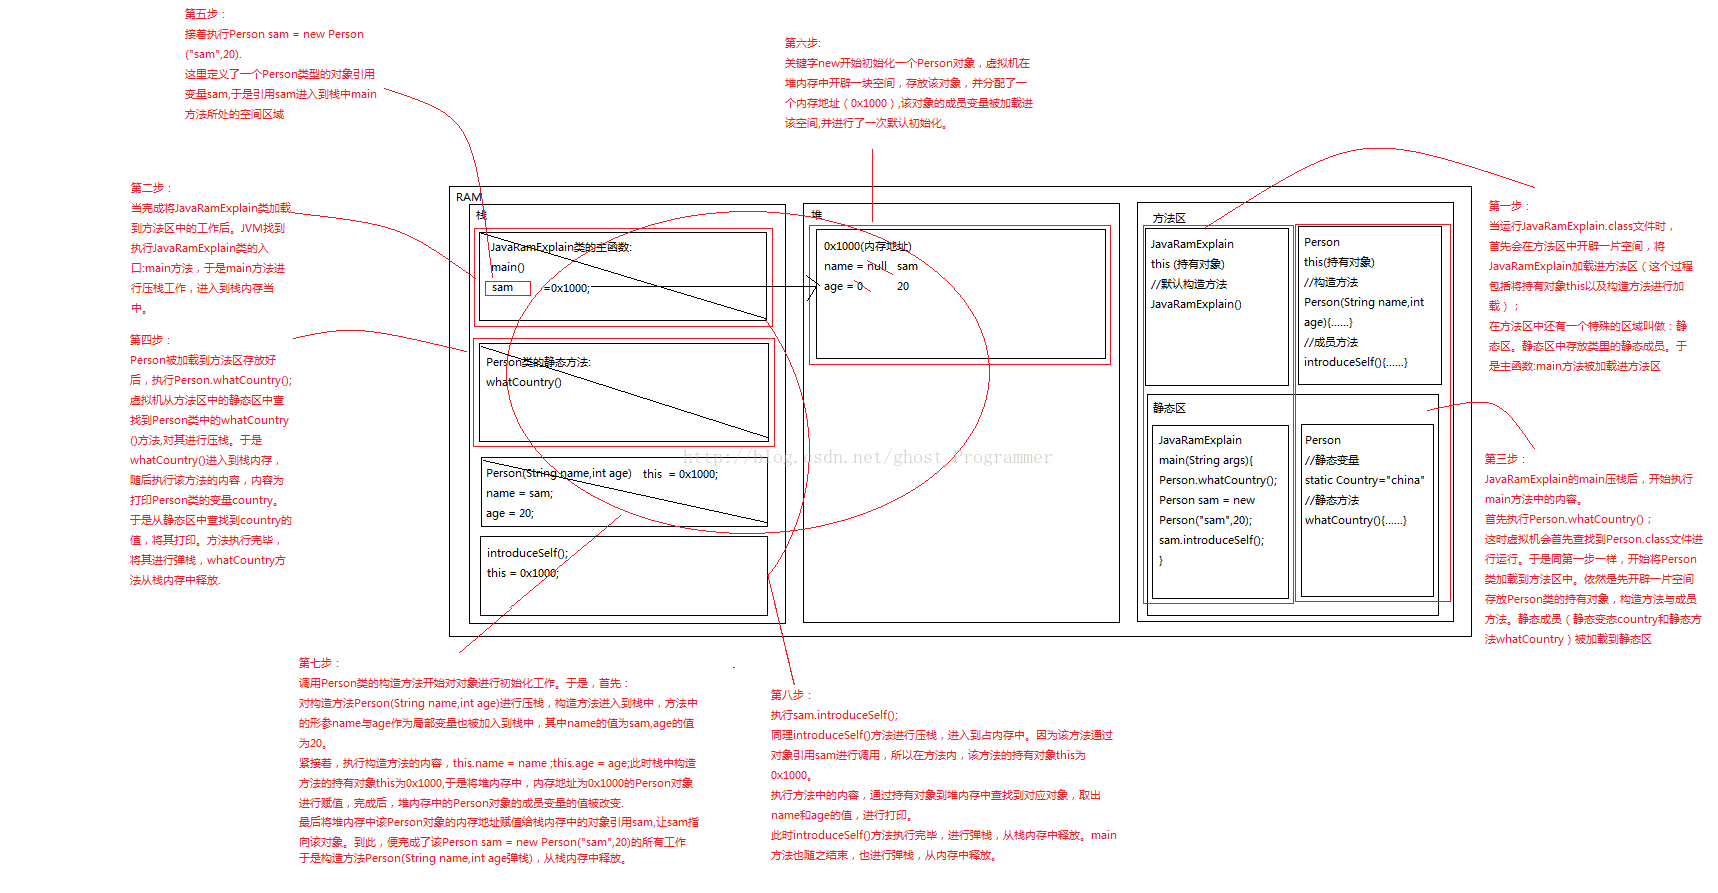 第五步：
接着执行Person sam = new Person
("sam",20).
这里定义了一个Person类型的对象引用
变量sam,于是引用sam进入到栈中main
方法所处的空间区域
第六步:
关键字new开始初始化一个Person对象，虚拟机在
堆内存中开辟一块空间，存放该对象，并分配了一
个内存地址（0x1000）,该对象的成员变量被加载进
该空间,并进行了一次默认初始化。
第二步：
当完成将JavaRamExplain类加载
到方法区中的工作后。JVM找到
执行JavaRamExplain类的入
口:main方法，于是main方法进
行压栈工作，进入到栈内存当
中。
第四步：
Person被加载到方法区存放好
后，执行Person.whatCountry();
虚拟机从方法区中的静态区中查
找到Person类中的whatCountry
()方法,对其进行压栈。于是
whatCountry()进入到栈内存，
随后执行该方法的内容，内容为
打印Person类的变量country。
于是从静态区中查找到country的
值，将其打印。方法执行完毕，
将其进行弹栈，whatCountry方
法从栈内存中释放.
RAM
栈
JavaRamExplain类的主函数:
main()
sam =0x1000;
Person类的静态方法:
whatCountry()
Person(String name,int age) this = 0x1000;
name = sam;
age = 20;
introduceSelf();
this = 0x1000;
堆
0x1000(内存地址)
name = null sam
age = 0 20
http://blog.csdn.net/ghost_Programmer
方法区
JavaRamExplain
this (持有对象)
//默认构造方法
JavaRamExplain()
Person
this(持有对象)
//构造方法
Person(String name,int
age){......}
//成员方法
introduceSelf(){......}
静态区
JavaRamExplain
main(String args){
Person.whatCountry();
Person sam = new
Person("sam",20);
sam.introduceSelf();
}
Person
//静态变量
static Country="china"
//静态方法
whatCountry(){......}
第一步：
当运行JavaRamExplain.class文件时，
首先会在方法区中开辟一片空间，将
JavaRamExplain加载进方法区（这个过程
包括将持有对象this以及构造方法进行加
载）；
在方法区中还有一个特殊的区域叫做：静
态区。静态区中存放类里的静态成员。于
是主函数:main方法被加载进方法区
第三步：
JavaRamExplain的main压栈后，开始执行
main方法中的内容。
首先执行Person.whatCountry()；
这时虚拟机会首先查找到Person.class文件进
行运行。于是同第一步一样，开始将Person
类加载到方法区中。依然是先开辟一片空间
存放Person类的持有对象，构造方法与成员
方法。静态成员（静态变态country和静态方
法whatCountry）被加载到静态区
第七步：
调用Person类的构造方法开始对对象进行初始化工作。于是，首先：
对构造方法Person(String name,int age)进行压栈，构造方法进入到栈中，方法中
的形参name与age作为局部变量也被加入到栈中，其中name的值为sam,age的值
为20。
紧接着，执行构造方法的内容，this.name = name ;this.age = age;此时栈中构造
方法的持有对象this为0x1000,于是将堆内存中，内存地址为0x1000的Person对象
进行赋值，完成后，堆内存中的Person对象的成员变量的值被改变.
最后将堆内存中该Person对象的内存地址赋值给栈内存中的对象引用sam,让sam指
向该对象。到此，便完成了该Person sam = new Person("sam",20)的所有工作
于是构造方法Person(String name,int age弹栈)，从栈内存中释放。
第八步：
执行sam.introduceSelf();
同理introduceSelf()方法进行压栈，进入到占内存中。因为该方法通过
对象引用sam进行调用，所以在方法内，该方法的持有对象this为
0x1000。
执行方法中的内容，通过持有对象到堆内存中查找到对应对象，取出
name和age的值，进行打印。
此时introduceSelf()方法执行完毕，进行弹栈，从栈内存中释放。main
方法也随之结束，也进行弹栈，从内存中释放。